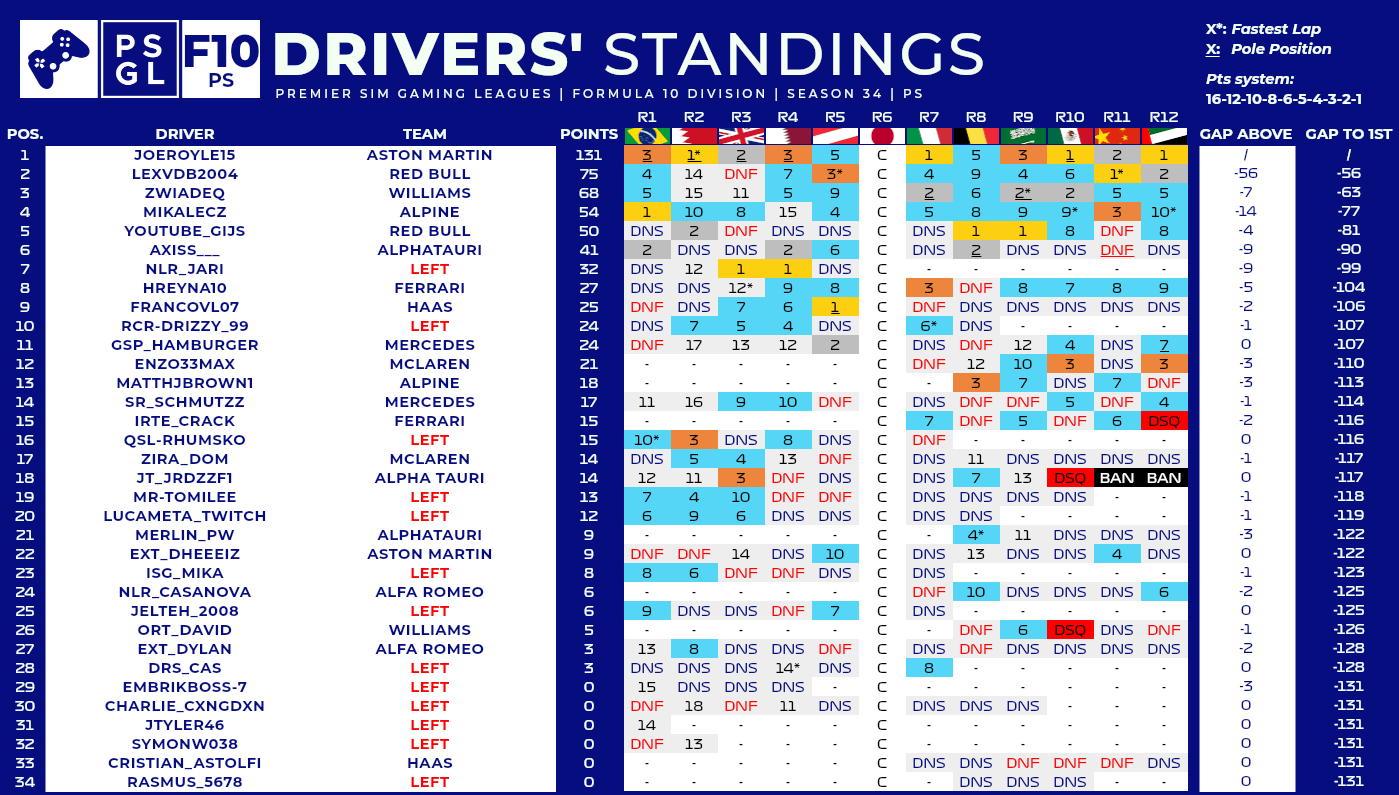 PS
GL
F10
PS
DRIVERS' STANDINGS
PREMIER SIM GAMING LEAGUES | FORMULA 10 DIVISION | SEASON 34 | PS
X*: Fastest Lap
X: Pole Position
Pts system:
16-12-10-8-6-5-4-3-2-1
R1 R2 R3 R4 R5 R6 R7 R8 R9 R10 R11 R12
POS. DRIVER TEAM POINTS GAP ABOVE GAP TO 1ST
1 JOEROYLE15 ASTON MARTIN 131 3 1* 2 3 5 C 1 5 3 1 2 1 / /
2 LEXVDB2004 RED BULL 75 4 14 DNF 7 3* C 4 9 4 6 1* 2 -56 -56
3 ZWIADEQ WILLIAMS 68 5 15 11 5 9 C 2 6 2* 2 5 5 -7 -63
4 MIKALECZ ALPINE 54 1 10 8 15 4 C 5 8 9 9* 3 10* -14 -77
5 YOUTUBE_GIJS RED BULL 50 DNS 2 DNF DNS DNS C DNS 1 1 8 DNF 8 -4 -81
6 AXISS___ ALPHATAURI 41 2 DNS DNS 2 6 C DNS 2 DNS DNS DNF DNS -9 -90
7 NLR_JARI LEFT 32 DNS 12 1 1 DNS C - - - - - - -9 -99
8 HREYNA10 FERRARI 27 DNS DNS 12* 9 8 C 3 DNF 8 7 8 9 -5 -104
9 FRANCOVL07 HAAS 25 DNF DNS 7 6 1 C DNF DNS DNS DNS DNS DNS -2 -106
10 RCR-DRIZZY_99 LEFT 24 DNS 7 5 4 DNS C 6* DNS - - - - -1 -107
11 GSP_HAMBURGER MERCEDES 24 DNF 17 13 12 2 C DNS DNF 12 4 DNS 7 0 -107
12 ENZO33MAX MCLAREN 21 - - - - - C DNF 12 10 3 DNS 3 -3 -110
13 MATTHJBROWN1 ALPINE 18 - - - - - C - 3 7 DNS 7 DNF -3 -113
14 SR_SCHMUTZZ MERCEDES 17 11 16 9 10 DNF C DNS DNF DNF 5 DNF 4 -1 -114
15 IRTE_CRACK FERRARI 15 - - - - - C 7 DNF 5 DNF 6 DSQ -2 -116
16 QSL-RHUMSKO LEFT 15 10* 3 DNS 8 DNS C DNF - - - - - 0 -116
17 ZIRA_DOM MCLAREN 14 DNS 5 4 13 DNF C DNS 11 DNS DNS DNS DNS -1 -117
18 JT_JRDZZF1 ALPHA TAURI 14 12 11 3 DNF DNS C DNS 7 13 DSQ BAN BAN 0 -117
19 MR-TOMILEE LEFT 13 7 4 10 DNF DNF C DNS DNS DNS DNS - - -1 -118
20 LUCAMETA_TWITCH LEFT 12 6 9 6 DNS DNS C DNS DNS - - - - -1 -119
21 MERLIN_PW ALPHATAURI 9 - - - - - C - 4* 11 DNS DNS DNS -3 -122
22 EXT_DHEEEIZ ASTON MARTIN 9 DNF DNF 14 DNS 10 C DNS 13 DNS DNS 4 DNS 0 -122
23 ISG_MIKA LEFT 8 8 6 DNF DNF DNS C DNS - - - - - -1 -123
24 NLR_CASANOVA ALFA ROMEO 6 - - - - - C DNF 10 DNS DNS DNS 6 -2 -125
25 JELTEH_2008 LEFT 6 9 DNS DNS DNF 7 C DNS - - - - - 0 -125
26 ORT_DAVID WILLIAMS 5 - - - - - C - DNF 6 DSQ DNS DNF -1 -126
27 EXT_DYLAN ALFA ROMEO 3 13 8 DNS DNS DNF C DNS DNF DNS DNS DNS DNS -2 -128
28 DRS_CAS LEFT 3 DNS DNS DNS 14* DNS C 8 - - - - - 0 -128
29 EMBRIKBOSS-7 LEFT 0 15 DNS DNS DNS - C - - - - - - -3 -131
30 CHARLIE_CXNGDXN LEFT 0 DNF 18 DNF 11 DNS C DNS DNS DNS - - - 0 -131
31 JTYLER46 LEFT 0 14 - - - - C - - - - - - 0 -131
32 SYMONW038 LEFT 0 DNF 13 - - - C - - - - - - 0 -131
33 CRISTIAN_ASTOLFI HAAS 0 - - - - - C DNS DNS DNF DNF DNF DNS 0 -131
34 RASMUS_5678 LEFT 0 - - - - - C - DNS DNS DNS - - 0 -131